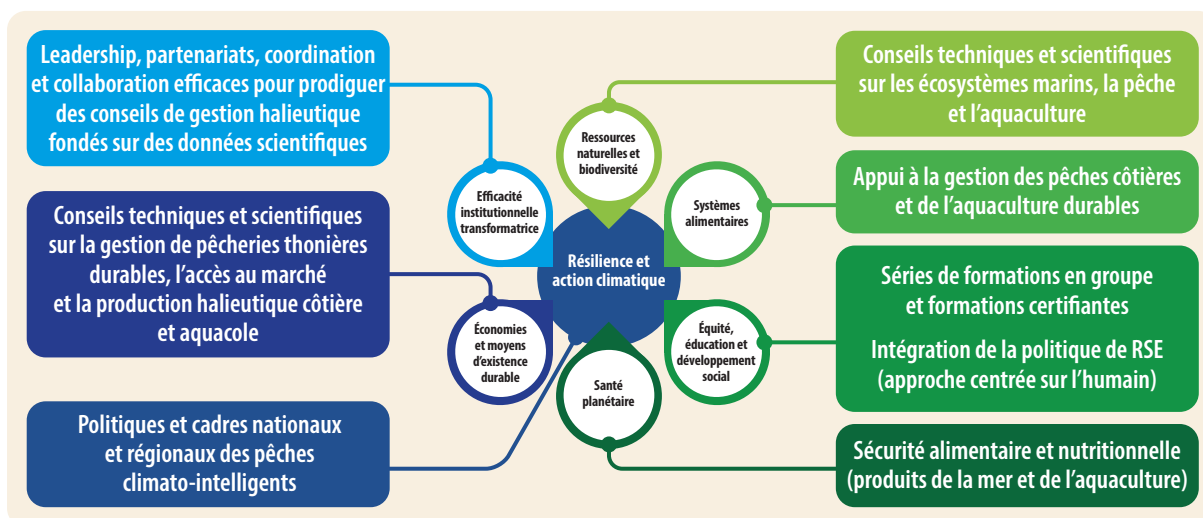 Leadership, partenariats, coordination
et collaboration efficaces pour prodiguer
des conseils de gestion halieutique
fondés sur des données scientifiques
Conseils techniques et scientifiques
sur la gestion de pêcheries thonières
durables, l’accès au marché
et la production halieutique côtière
et aquacole
Politiques et cadres nationaux
et régionaux des pêches
climato-intelligents
Ressources
naturelles et
biodiversité
Efficacité
institutionnelle
transformatrice
Systèmes
alimentaires
Résilience et
action climatique
Économies
et moyens
d’existence
durable
Équité,
éducation et
développement
social
Santé
planétaire
Conseils techniques et scientifiques
sur les écosystèmes marins, la pêche
et l’aquaculture
Appui à la gestion des pêches côtières
et de l’aquaculture durables
Séries de formations en groupe
et formations certifiantes
Intégration de la politique de RSE
(approche centrée sur l’humain)
Sécurité alimentaire et nutritionnelle
(produits de la mer et de l’aquaculture)